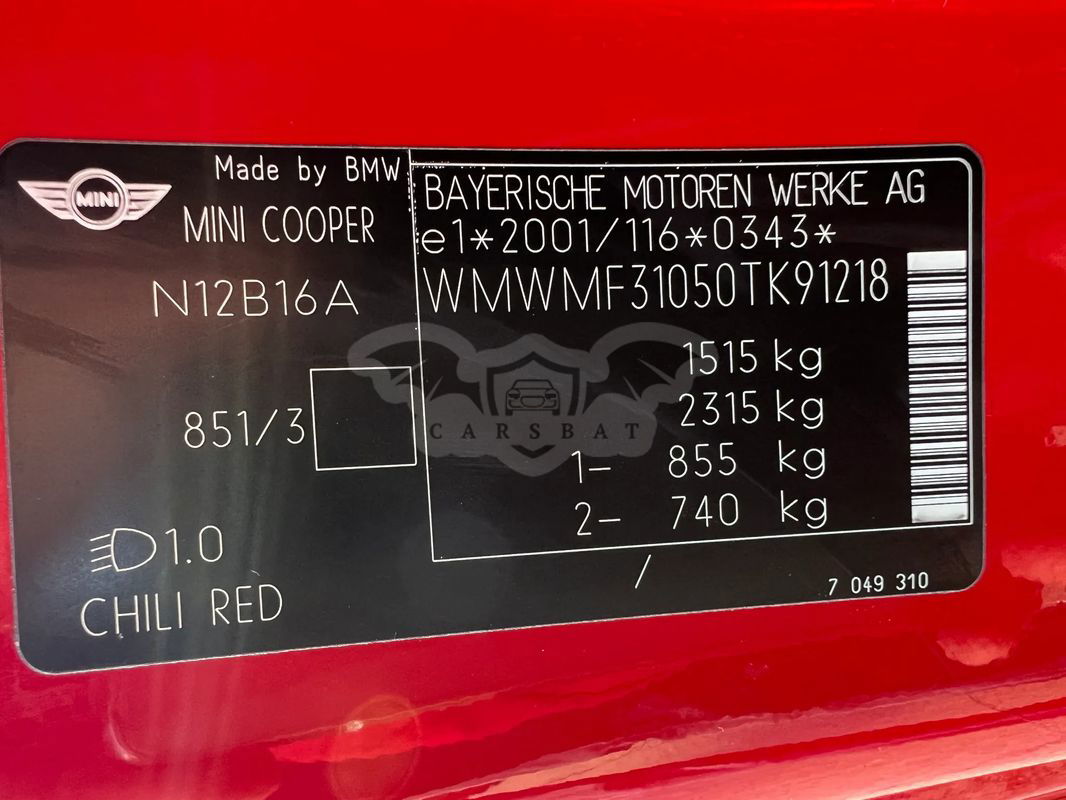 MINI
Made by BMW
MINI COOPER
N12B16A
851/3
1.0
CHILI RED
BAYERISCHE MOTOREN WERKE AG
e1*2001/116*0343*
WMWMF31050TK91218
1515 kg
2315 kg
1- 855 kg
2- 740 kg
/
7 049 310
CARSBAT